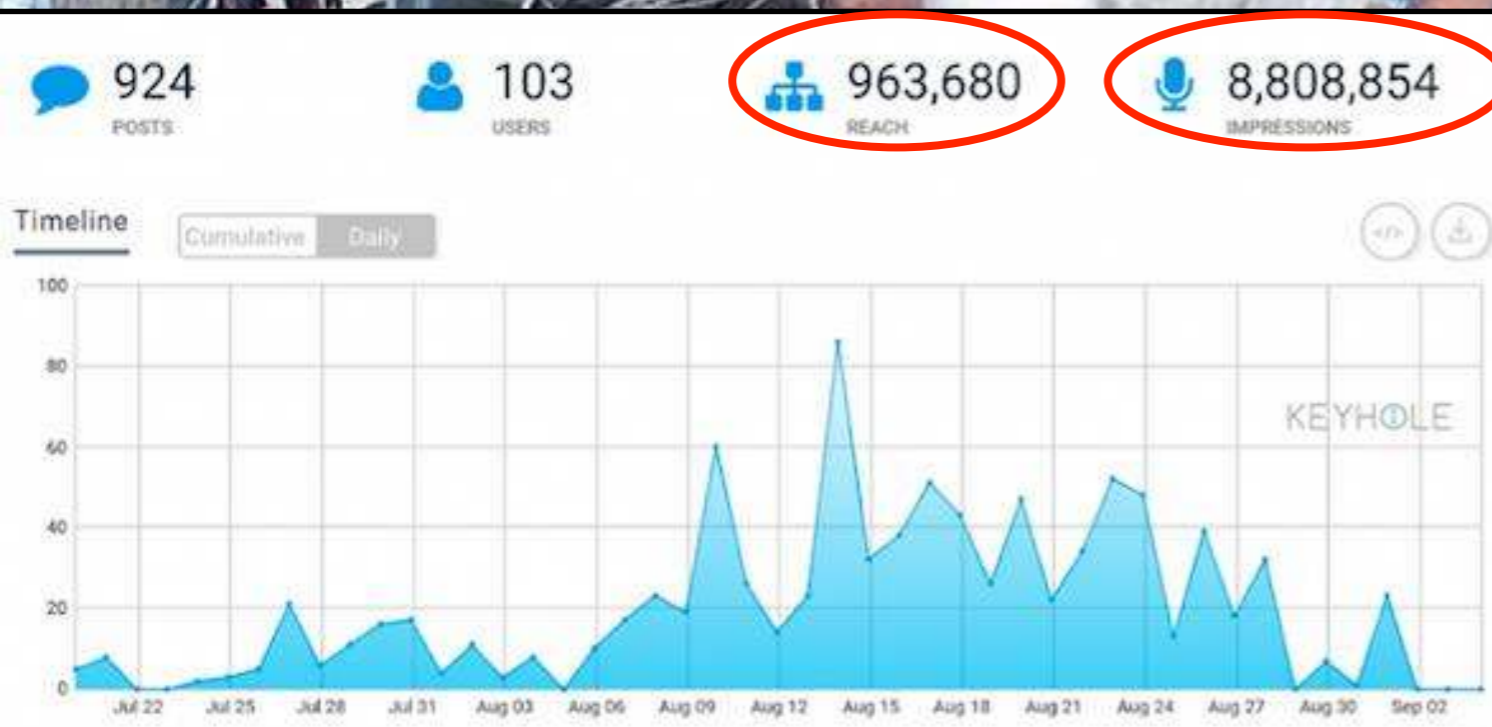 924
POSTS
103
USERS
963,680
REACH
8,808,854
IMPRESSIONS
Timeline
Cumulative
Daily
</>
100
80
60
40
20
0
KEYHOLE
Jul 22 Jul 25 Jul 28 Jul 31 Aug 03 Aug 06 Aug 09 Aug 12 Aug 15 Aug 18 Aug 21 Aug 24 Aug 27 Aug 30 Sep 02